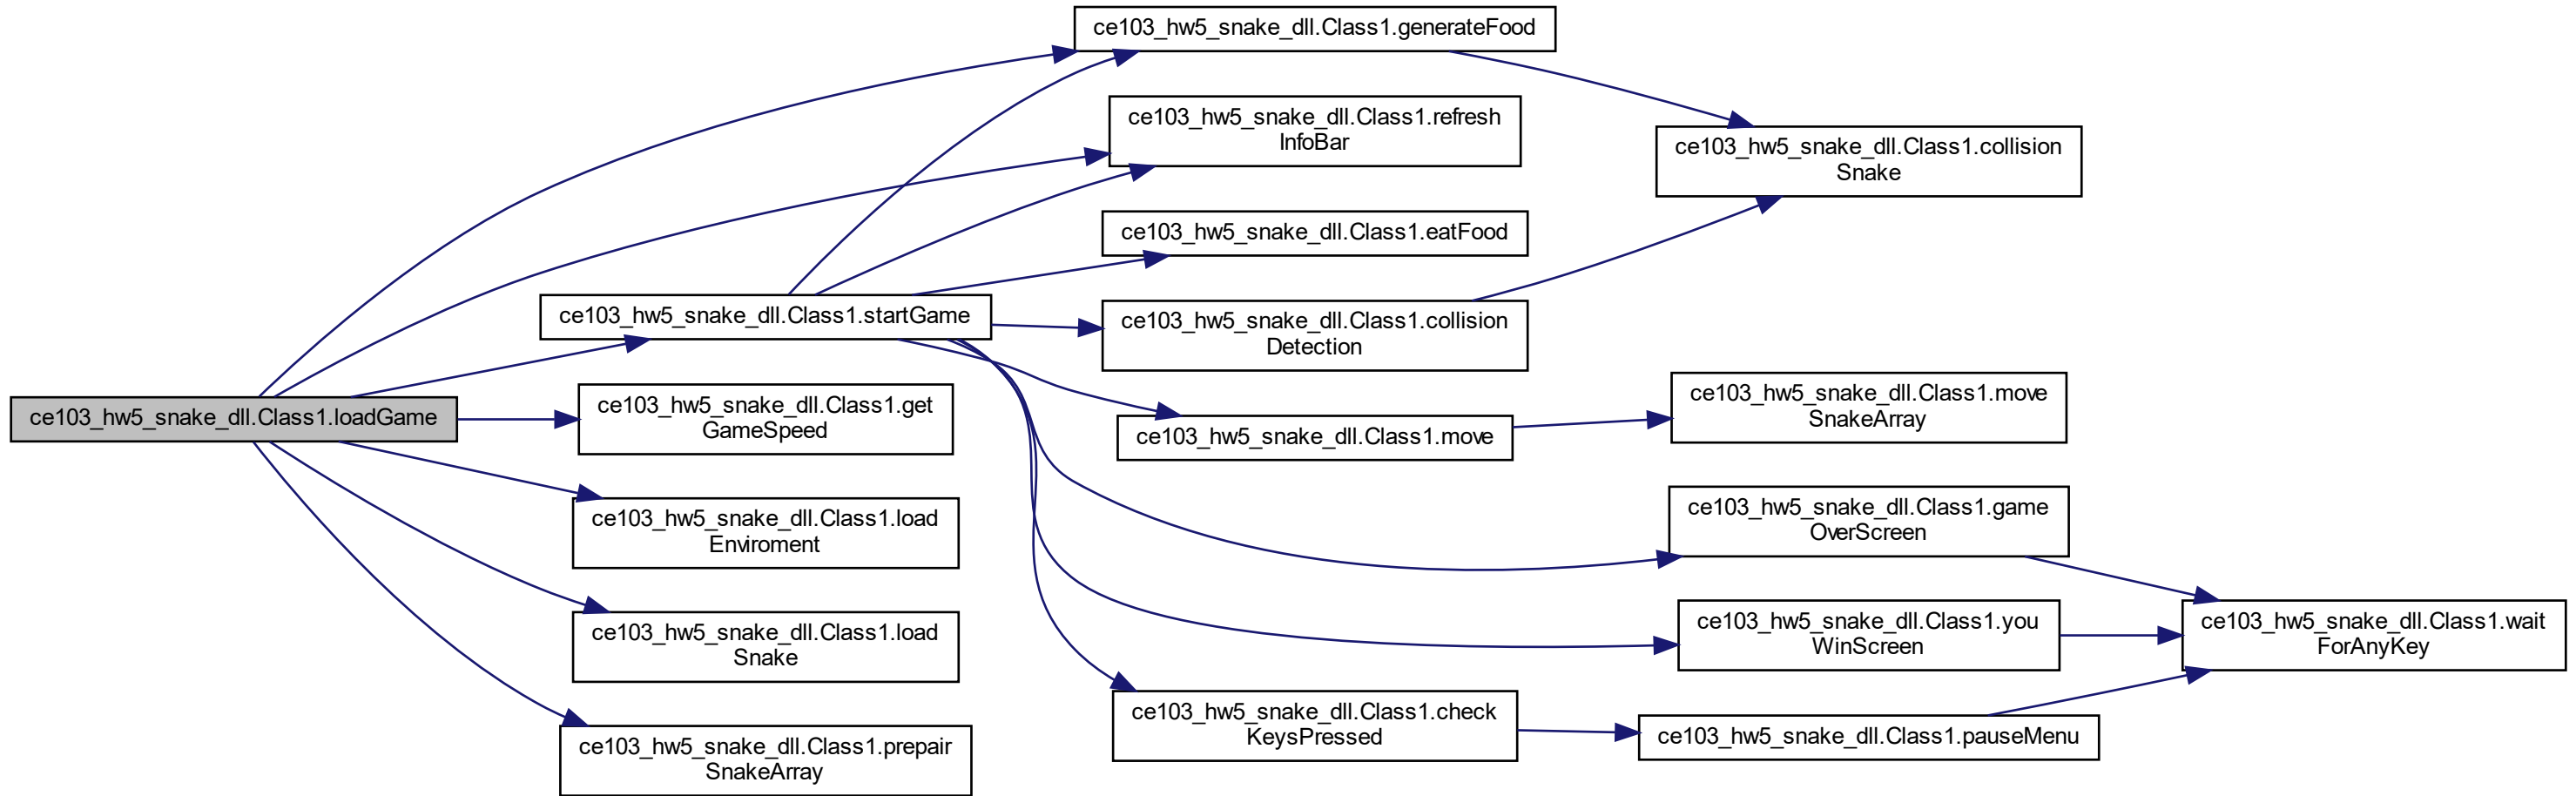 ce103_hw5_snake_dll.Class1.loadGame
ce103_hw5_snake_dll.Class1.startGame
ce103_hw5_snake_dll.Class1.get
GameSpeed
ce103_hw5_snake_dll.Class1.load
Enviroment
ce103_hw5_snake_dll.Class1.load
Snake
ce103_hw5_snake_dll.Class1.prepair
SnakeArray
ce103_hw5_snake_dll.Class1.generateFood
ce103_hw5_snake_dll.Class1.refresh
InfoBar
ce103_hw5_snake_dll.Class1.eatFood
ce103_hw5_snake_dll.Class1.collision
Detection
ce103_hw5_snake_dll.Class1.move
ce103_hw5_snake_dll.Class1.check
KeysPressed
ce103_hw5_snake_dll.Class1.collision
Snake
ce103_hw5_snake_dll.Class1.move
SnakeArray
ce103_hw5_snake_dll.Class1.game
OverScreen
ce103_hw5_snake_dll.Class1.you
WinScreen
ce103_hw5_snake_dll.Class1.pauseMenu
ce103_hw5_snake_dll.Class1.wait
ForAnyKey